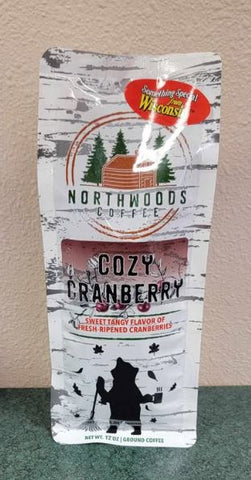 Something Special
from
Wisconsin
NORTHWOODS
COFFEE
COZY
CRANBERRY
SWEET TANGY FLAVOR OF
FRESH-RIPENED CRANBERRIES
NET WT. 12 OZ | GROUND COFFEE